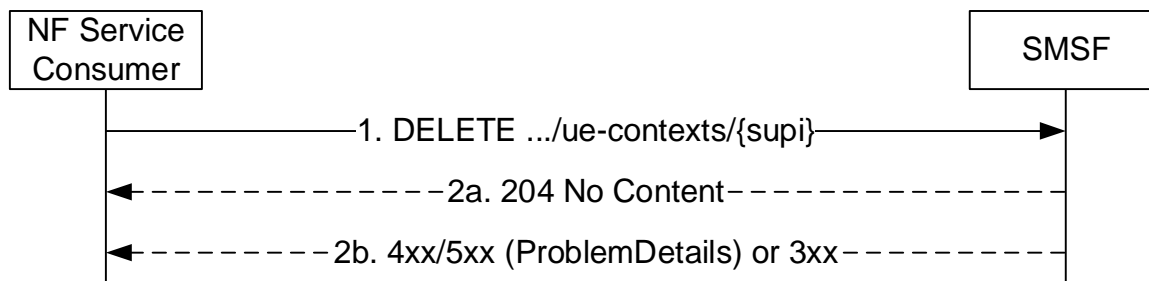 NF Service
Consumer
SMSF
1. DELETE .../ue-contexts/{supi}
2a. 204 No Content
2b. 4xx/5xx (ProblemDetails) or 3xx